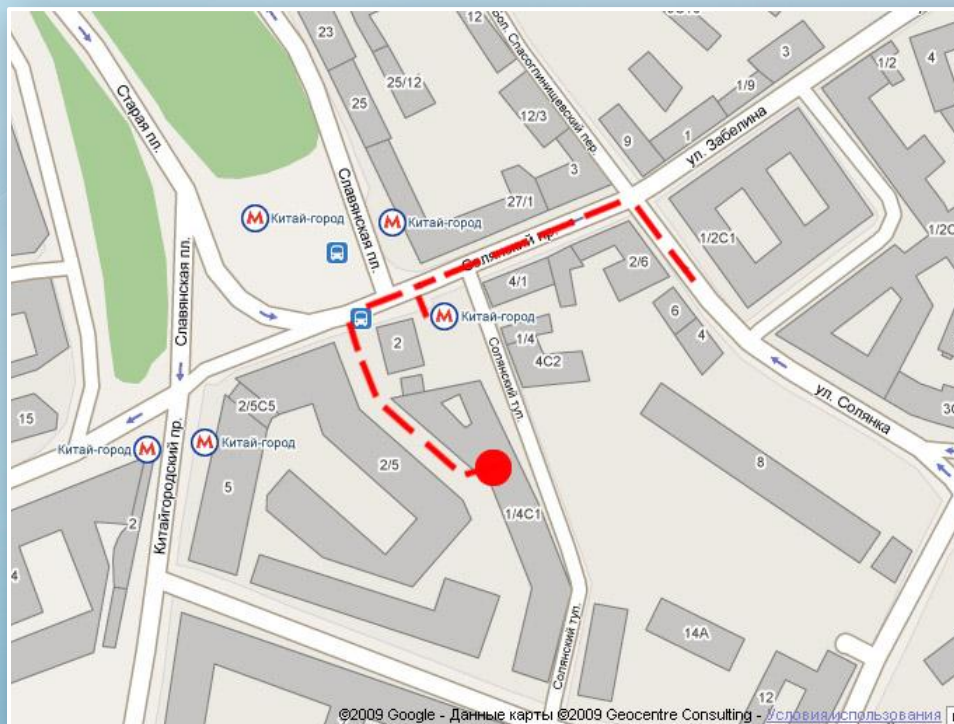 12
3
4
23
25/12
1/2
25
1/9
12/3
Бол. Спасоглинищевский пер.
9
1
ул. Забелина
Старая пл.
3
27/1
Славянская пл.
Китай-город
Китай-город
Солянский пр.
1/2С1
4/1
2/6
Славянская пл.
6
Китай-город
2
1/4
4
4С2
Солянский туп.
ул. Солянка
2/5С5
15
Китай-город
Китай-город
2/5
8
5
1/4С1
2
Китайгородский пр.
4
Солянский туп.
14А
12
©2009 Google - Данные карты ©2009 Geocentre Consulting - Условия использования